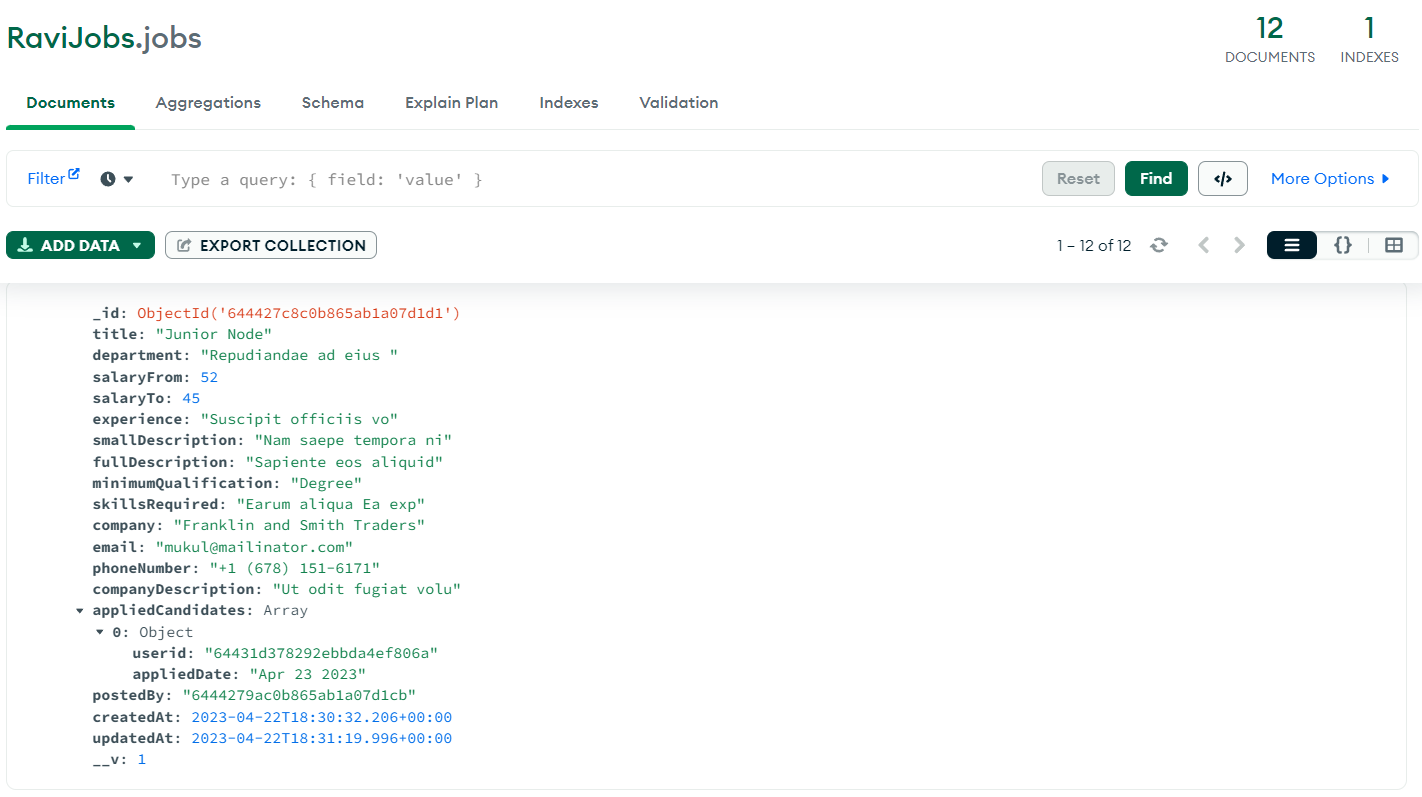 RaviJobs.jobs
12
DOCUMENTS
1
INDEXES
Documents Aggregations Schema Explain Plan Indexes Validation
Filter Type a query: { field: 'value' } Reset Find </> More Options
ADD DATA EXPORT COLLECTION 1 – 12 of 12 {}
_id: ObjectId('644427c8c0b865ab1a07d1d1')
title: "Junior Node"
department: "Repudiandae ad eius "
salaryFrom: 52
salaryTo: 45
experience: "Suscipit officiis vo"
smallDescription: "Nam saepe tempora ni"
fullDescription: "Sapiente eos aliquid"
minimumQualification: "Degree"
skillsRequired: "Earum aliqua Ea exp"
company: "Franklin and Smith Traders"
email: "mukul@mailinator.com"
phoneNumber: "+1 (678) 151-6171"
companyDescription: "Ut odit fugiat volu"
appliedCandidates: Array
0: Object
userid: "64431d378292ebbda4ef806a"
appliedDate: "Apr 23 2023"
postedBy: "6444279ac0b865ab1a07d1cb"
createdAt: 2023-04-22T18:30:32.206+00:00
updatedAt: 2023-04-22T18:31:19.996+00:00
__v: 1